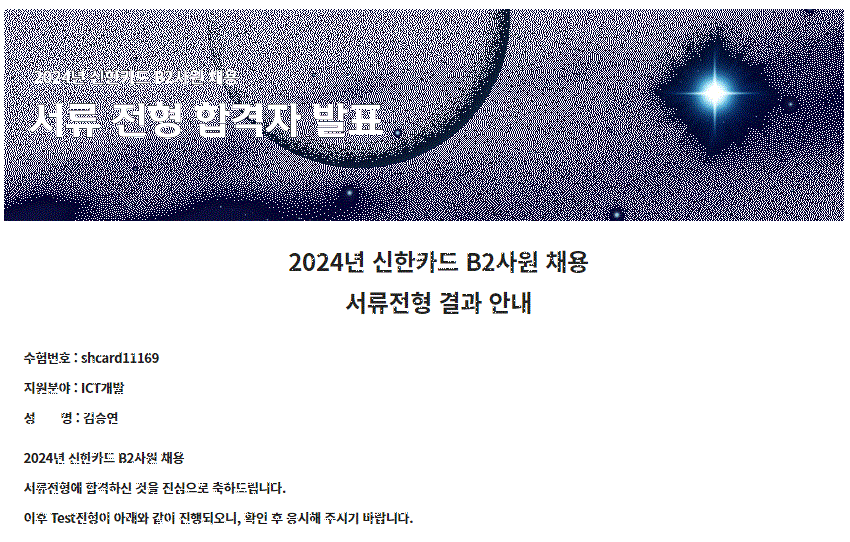 2024년 신한카드 B2사원 채용
서류 전형 합격자 발표
2024년 신한카드 B2사원 채용
서류전형 결과 안내
수험번호 : shcard11169
지원분야 : ICT개발
성 명 : 김승연
2024년 신한카드 B2사원 채용
서류전형에 합격하신 것을 진심으로 축하드립니다.
이후 Test전형이 아래와 같이 진행되오니, 확인 후 응시해 주시기 바랍니다.